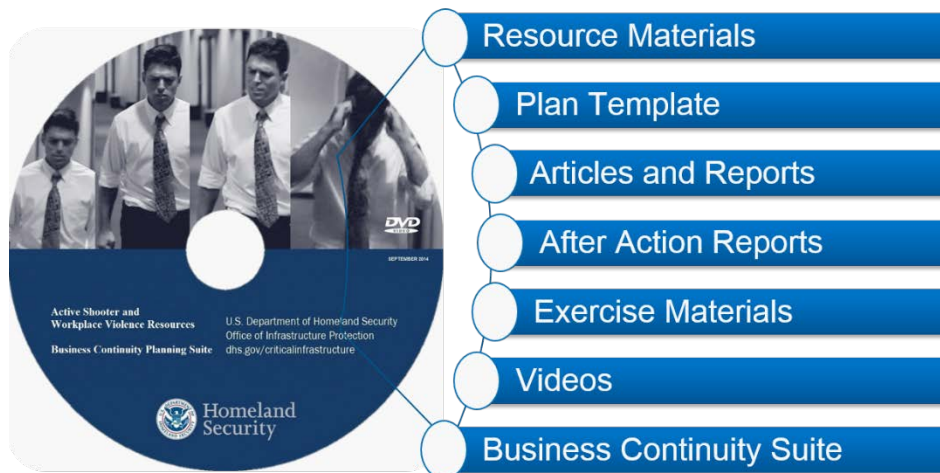 Resource Materials
Plan Template
Articles and Reports
After Action Reports
Exercise Materials
Videos
Business Continuity Suite
DVD
VIDEO
SEPTEMBER 2014
Active Shooter and
Workplace Violence Resources
Business Continuity Planning Suite
U.S. Department of Homeland Security
Office of Infrastructure Protection
dhs.gov/criticalinfrastructure
Homeland
Security